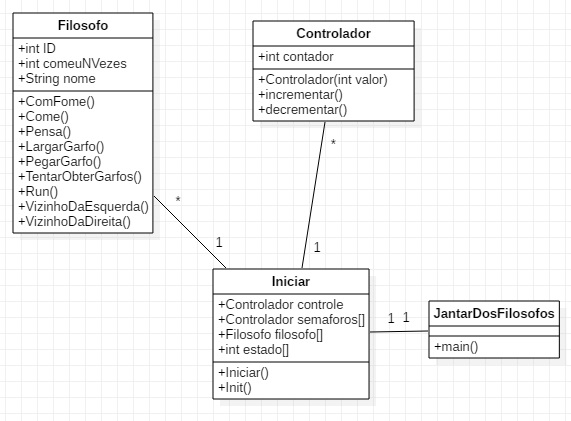 Filosofo
+int ID
+int comeuNVezes
+String nome
+ComFome()
+Come()
+Pensa()
+LargarGarfo()
+PegarGarfo()
+TentarObterGarfos()
+Run()
+VizinhoDaEsquerda()
+VizinhoDaDireita()
Controlador
+int contador
+Controlador(int valor)
+incrementar()
+decrementar()
*
1
*
1
Iniciar
+Controlador controle
+Controlador semaforos[]
+Filosofo filosofo[]
+int estado[]
+Iniciar()
+Init()
1 1
JantarDosFilosofos
+main()